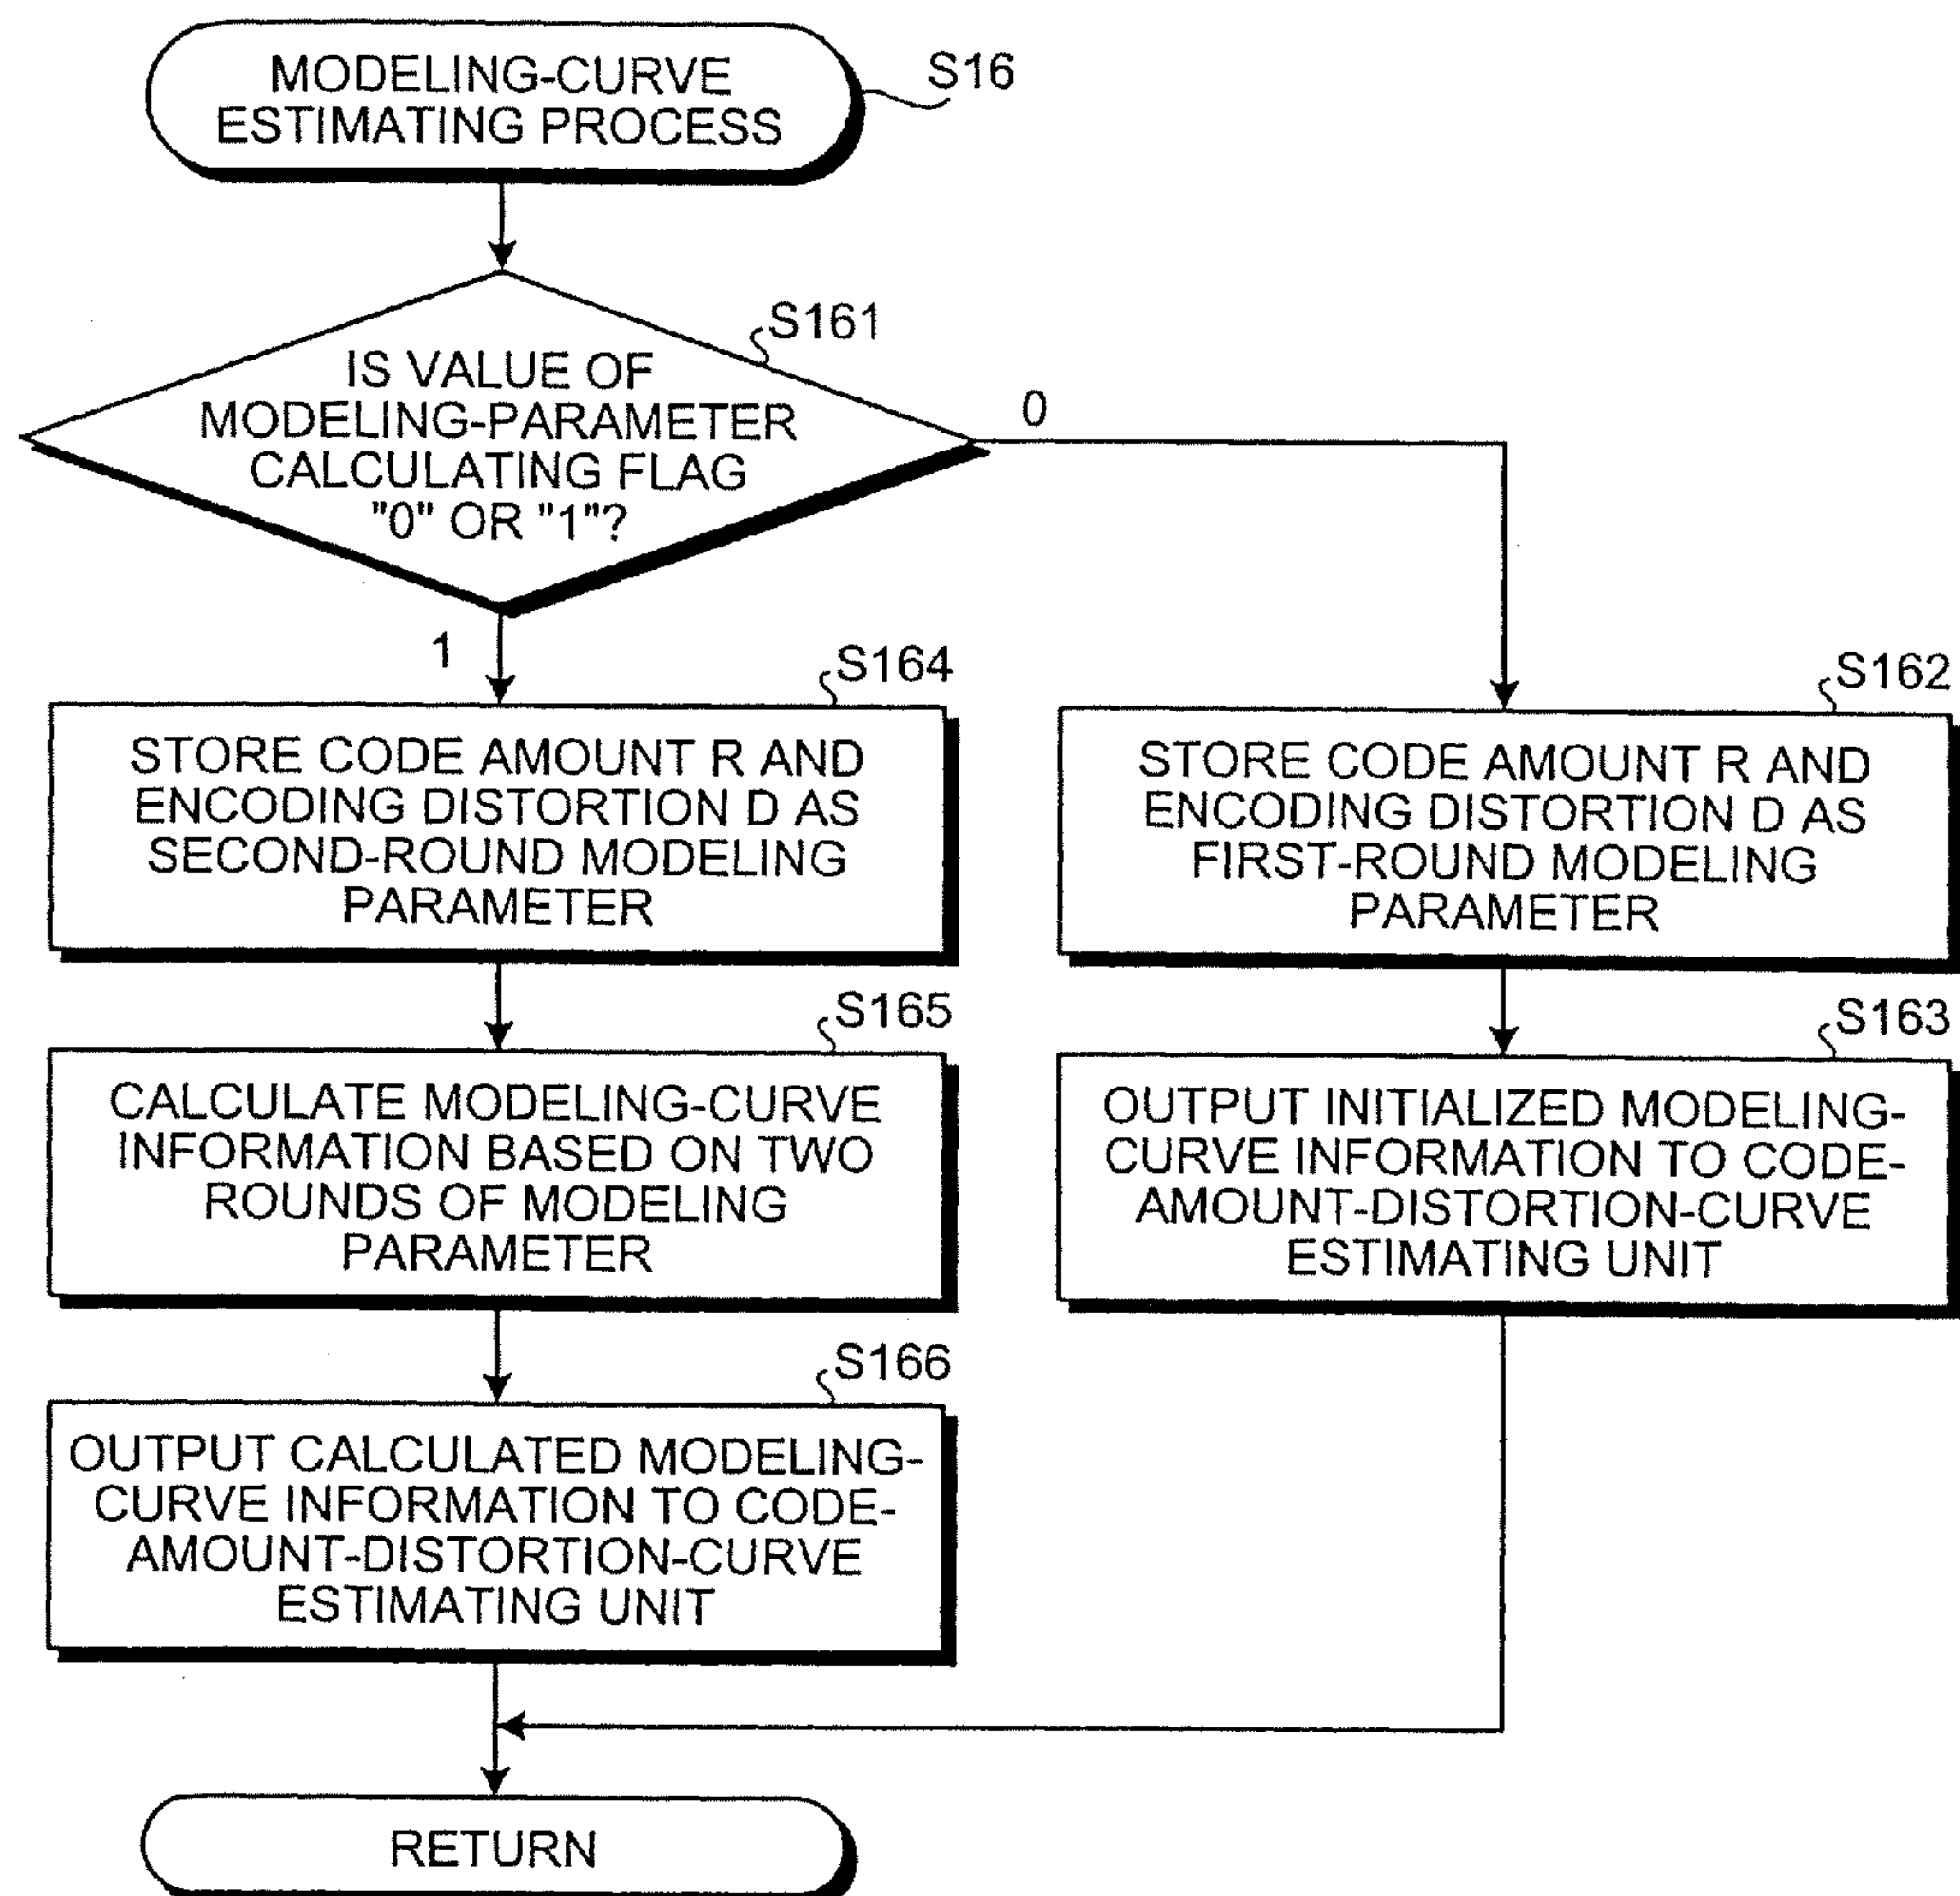 MODELING-CURVE
ESTIMATING PROCESS
S16
S161
IS VALUE OF
MODELING-PARAMETER
CALCULATING FLAG
"0" OR "1"?
0
1
S164
STORE CODE AMOUNT R AND
ENCODING DISTORTION D AS
SECOND-ROUND MODELING
PARAMETER
S162
STORE CODE AMOUNT R AND
ENCODING DISTORTION D AS
FIRST-ROUND MODELING
PARAMETER
S165
CALCULATE MODELING-CURVE
INFORMATION BASED ON TWO
ROUNDS OF MODELING
PARAMETER
S163
OUTPUT INITIALIZED MODELING-
CURVE INFORMATION TO CODE-
AMOUNT-DISTORTION-CURVE
ESTIMATING UNIT
S166
OUTPUT CALCULATED MODELING-
CURVE INFORMATION TO CODE-
AMOUNT-DISTORTION-CURVE
ESTIMATING UNIT
RETURN